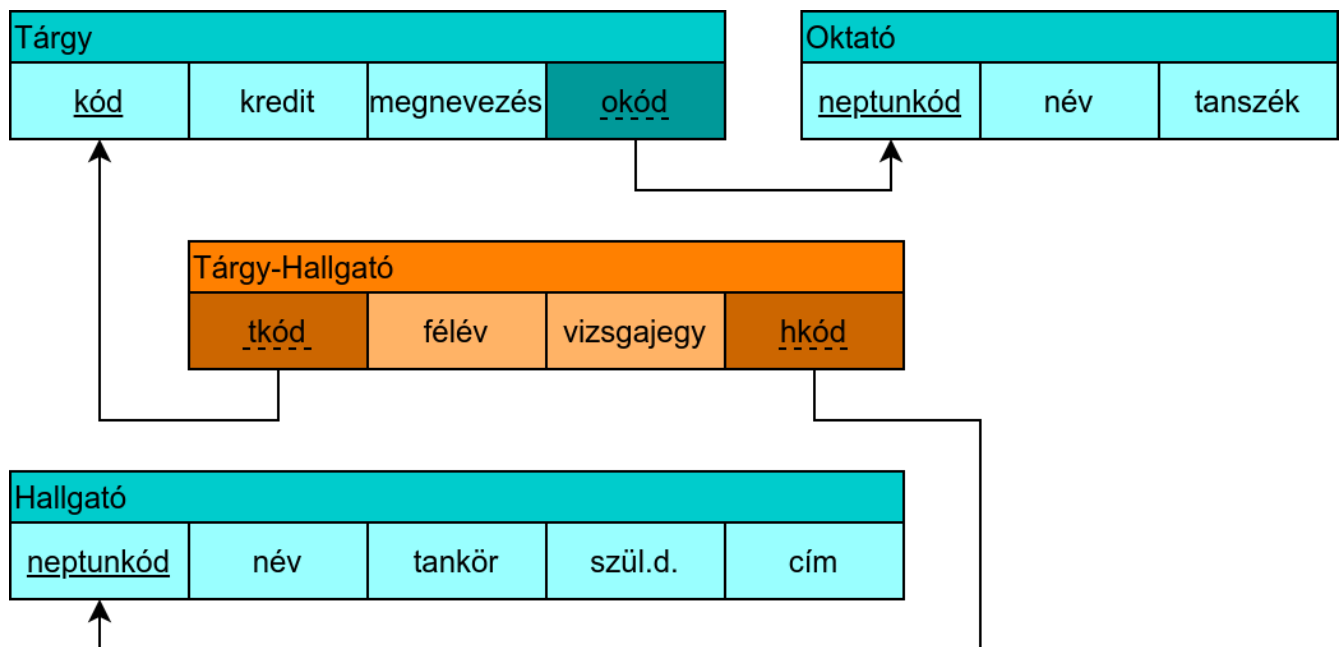 Tárgy
kód kredit megnevezés okód
Oktató
neptunkód név tanszék
Tárgy-Hallgató
tkód félév vizsgajegy hkód
Hallgató
neptunkód név tankör szül.d. cím